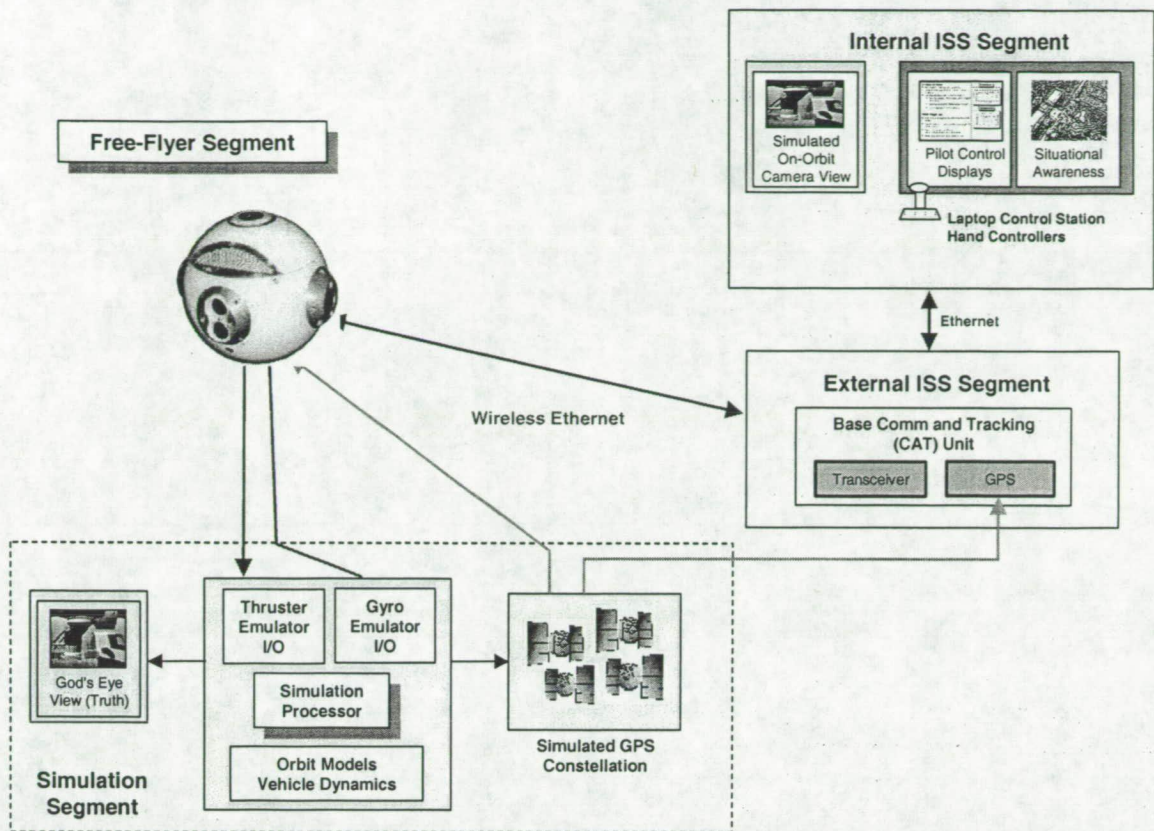 Internal ISS Segment
Simulated
On-Orbit
Camera View
Pilot Control
Displays
Situational
Awareness
Laptop Control Station
Hand Controllers
Free-Flyer Segment
Ethernet
Wireless Ethernet
External ISS Segment
Base Comm and Tracking
(CAT) Unit
Transceiver
GPS
God's Eye
View (Truth)
Thruster
Emulator
I/O
Gyro
Emulator
I/O
Simulation
Processor
Orbit Models
Vehicle Dynamics
Simulated GPS
Constellation
Simulation
Segment